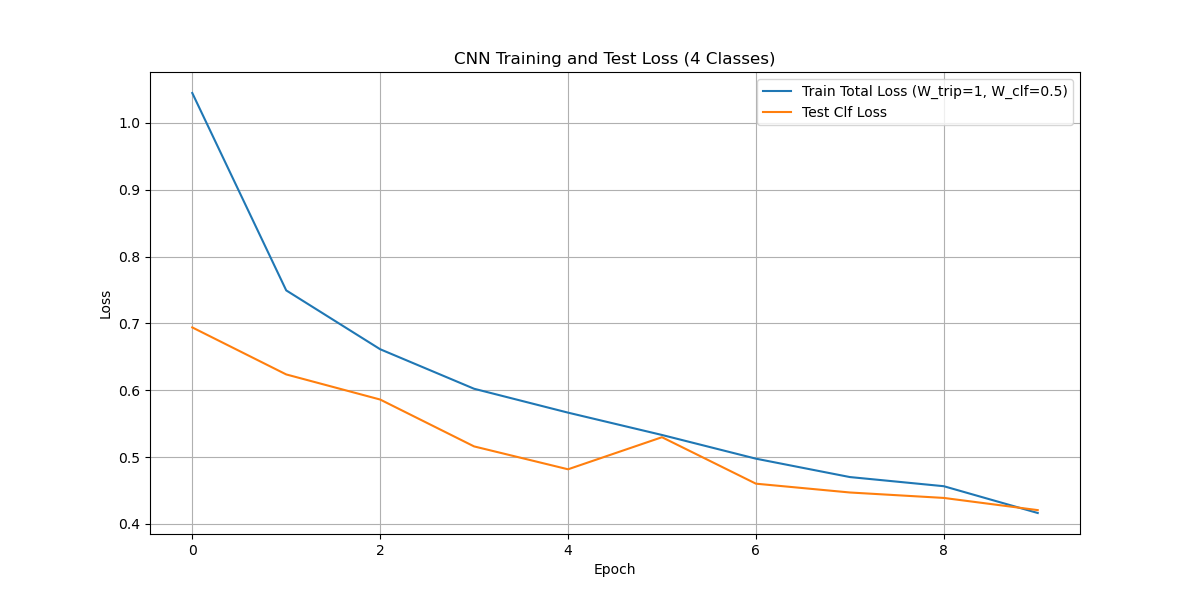 CNN Training and Test Loss (4 Classes)
Train Total Loss (W_trip=1, W_clf=0.5)
Test Clf Loss
1.0
0.9
0.8
0.7
0.6
0.5
0.4
Loss
0 2 4 6 8
Epoch